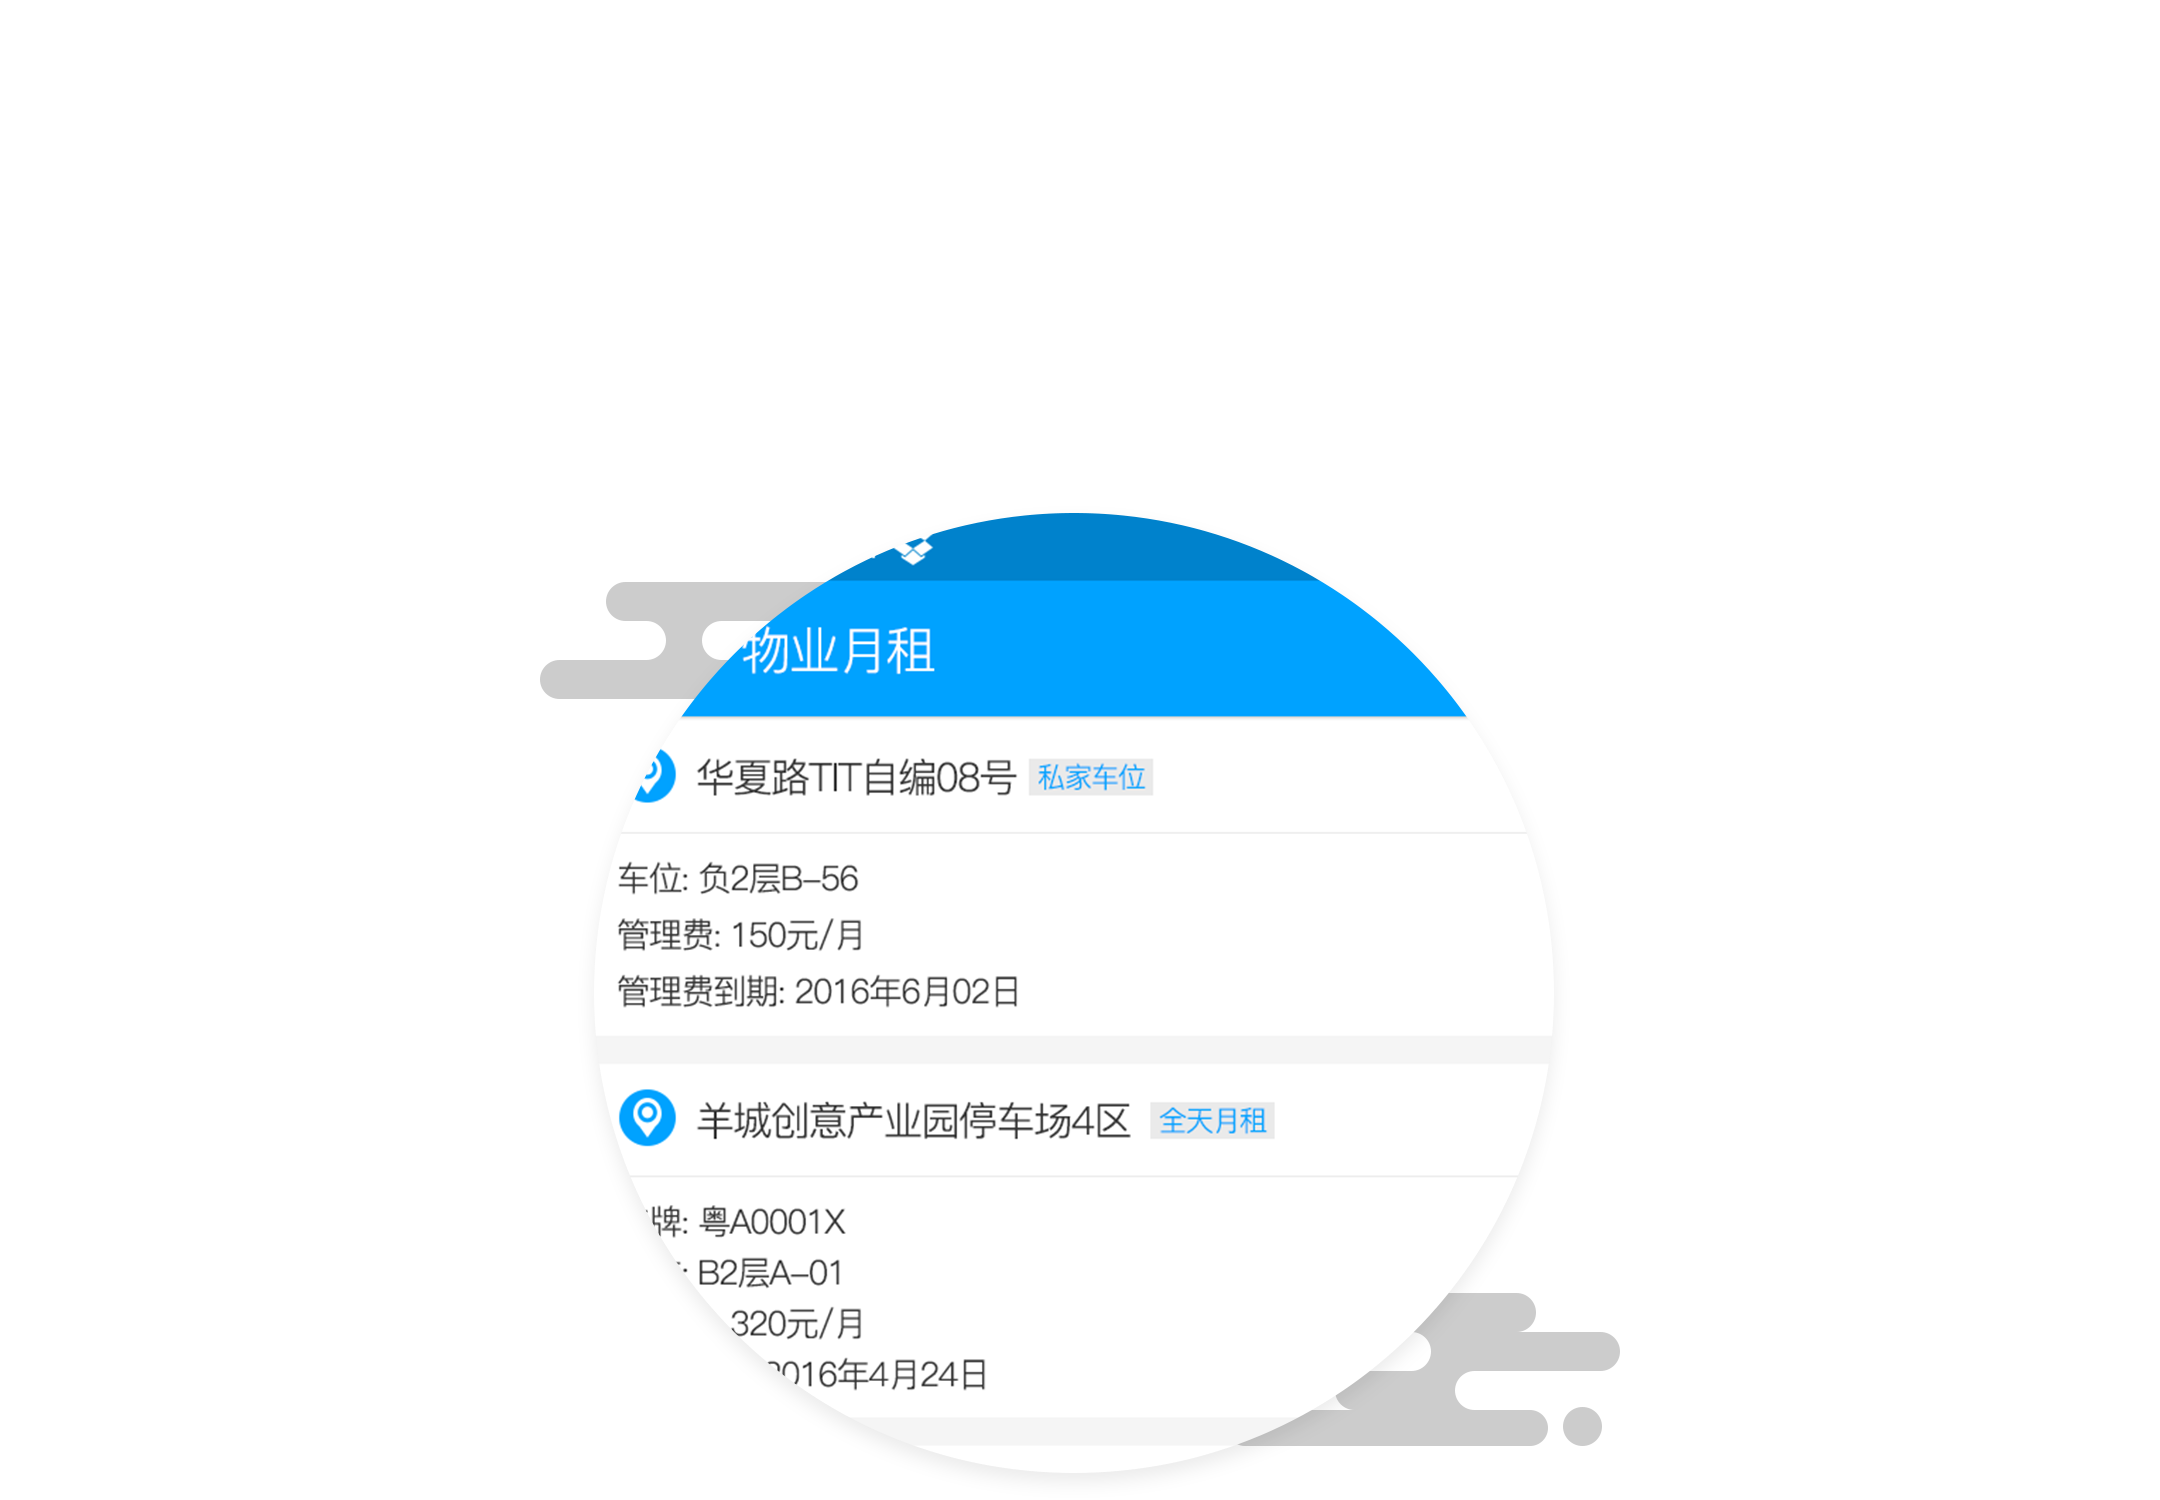 物业月租
华夏路TIT自编08号 私家车位
车位: 负2层B-56
管理费: 150元/月
管理费到期: 2016年6月02日
羊城创意产业园停车场4区 全天月租
牌: 粤A0001X
: B2层A-01
320元/月
2016年4月24日